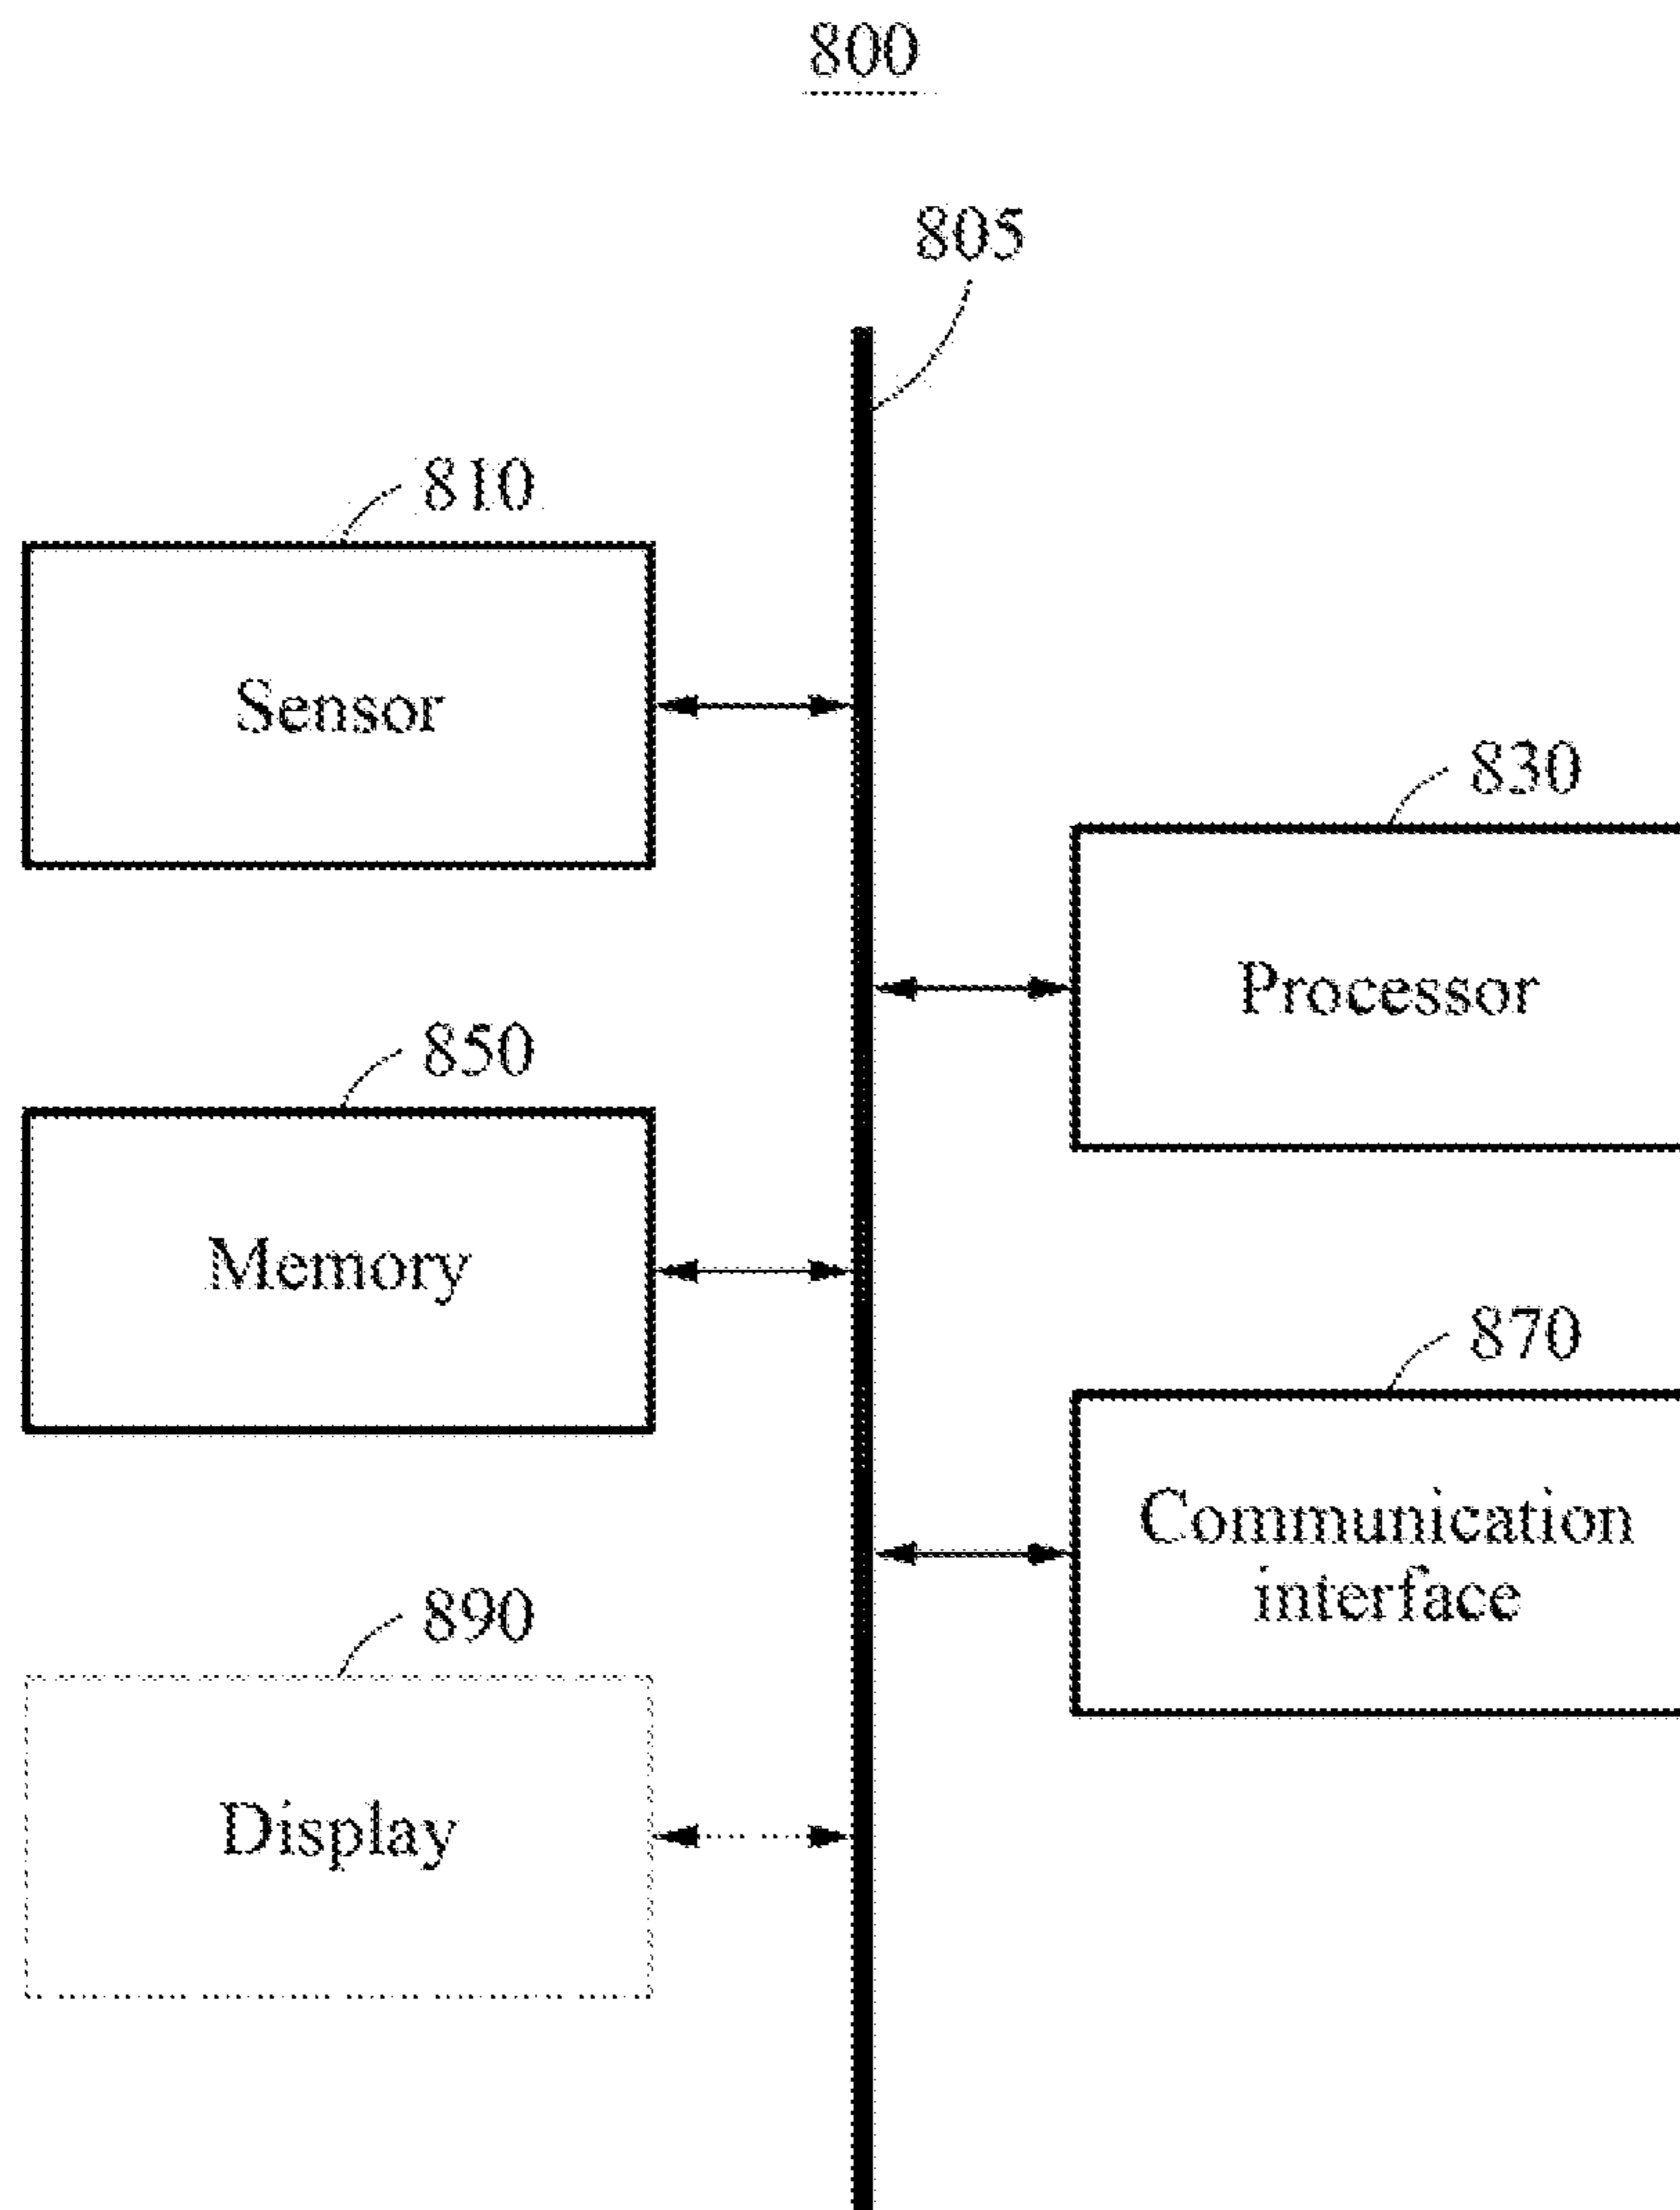 800
805
810
Sensor
830
Processor
850
Memory
870
Communication
interface
890
Display